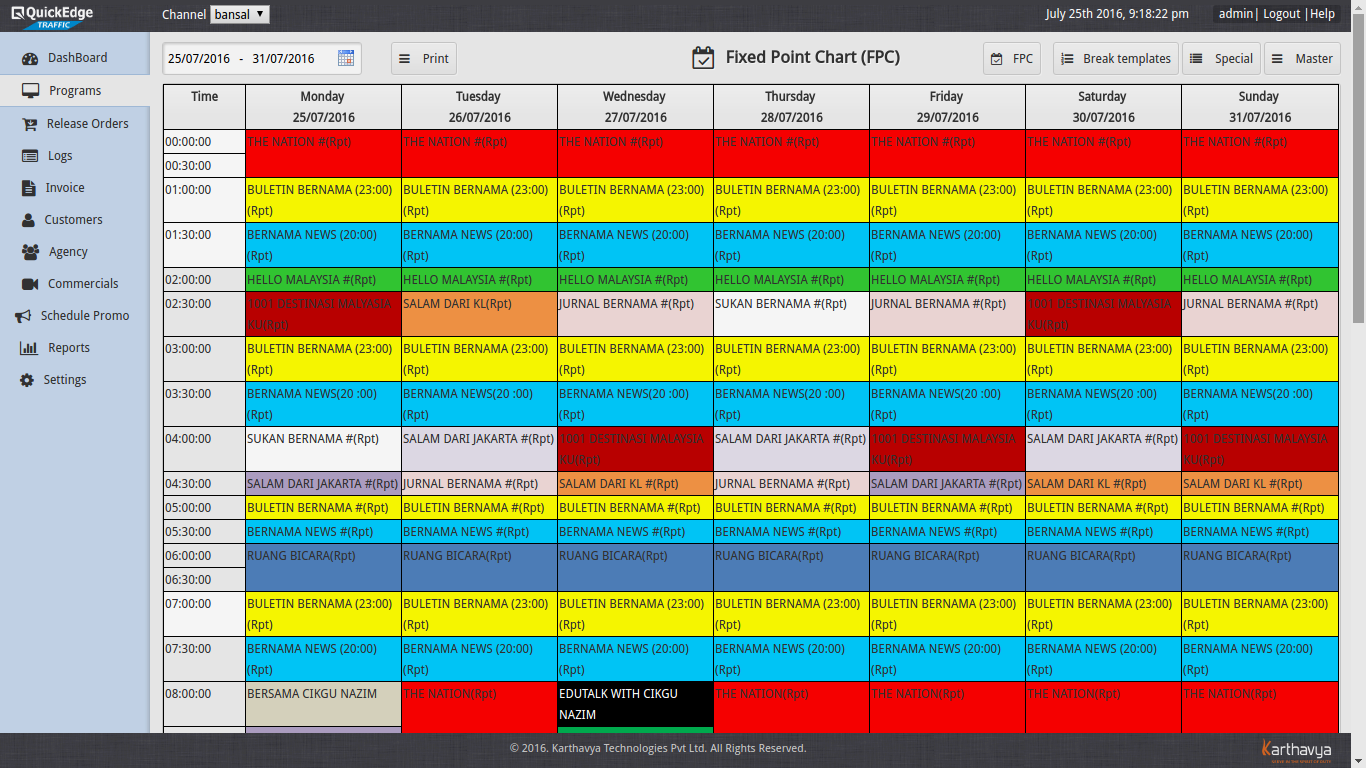 QuickEdge TRAFFIC Channel bansal July 25th 2016, 9:18:22 pm admin| Logout |Help
DashBoard
Programs
Release Orders
Logs
Invoice
Customers
Agency
Commercials
Schedule Promo
Reports
Settings
25/07/2016 - 31/07/2016 Print Fixed Point Chart (FPC) FPC Break templates Special Master
Time Monday Tuesday Wednesday Thursday Friday Saturday Sunday
25/07/2016 26/07/2016 27/07/2016 28/07/2016 29/07/2016 30/07/2016 31/07/2016
00:00:00 THE NATION #(Rpt) THE NATION #(Rpt) THE NATION #(Rpt) THE NATION #(Rpt) THE NATION #(Rpt) THE NATION #(Rpt) THE NATION #(Rpt)
00:30:00
01:00:00 BULETIN BERNAMA (23:00) BULETIN BERNAMA (23:00) BULETIN BERNAMA (23:00) BULETIN BERNAMA (23:00) BULETIN BERNAMA (23:00) BULETIN BERNAMA (23:00) BULETIN BERNAMA (23:00)
(Rpt) (Rpt) (Rpt) (Rpt) (Rpt) (Rpt) (Rpt)
01:30:00 BERNAMA NEWS (20:00) BERNAMA NEWS (20:00) BERNAMA NEWS (20:00) BERNAMA NEWS (20:00) BERNAMA NEWS (20:00) BERNAMA NEWS (20:00) BERNAMA NEWS (20:00)
(Rpt) (Rpt) (Rpt) (Rpt) (Rpt) (Rpt) (Rpt)
02:00:00 HELLO MALAYSIA #(Rpt) HELLO MALAYSIA #(Rpt) HELLO MALAYSIA #(Rpt) HELLO MALAYSIA #(Rpt) HELLO MALAYSIA #(Rpt) HELLO MALAYSIA #(Rpt) HELLO MALAYSIA #(Rpt)
02:30:00 1001 DESTINASI MALYASIA SALAM DARI KL(Rpt) JURNAL BERNAMA #(Rpt) SUKAN BERNAMA #(Rpt) JURNAL BERNAMA #(Rpt) 1001 DESTINASI MALYASIA JURNAL BERNAMA #(Rpt)
KU(Rpt) KU(Rpt)
03:00:00 BULETIN BERNAMA (23:00) BULETIN BERNAMA (23:00) BULETIN BERNAMA (23:00) BULETIN BERNAMA (23:00) BULETIN BERNAMA (23:00) BULETIN BERNAMA (23:00) BULETIN BERNAMA (23:00)
(Rpt) (Rpt) (Rpt) (Rpt) (Rpt) (Rpt) (Rpt)
03:30:00 BERNAMA NEWS(20 :00) BERNAMA NEWS(20 :00) BERNAMA NEWS(20 :00) BERNAMA NEWS(20 :00) BERNAMA NEWS(20 :00) BERNAMA NEWS(20 :00) BERNAMA NEWS(20 :00)
(Rpt) (Rpt) (Rpt) (Rpt) (Rpt) (Rpt) (Rpt)
04:00:00 SUKAN BERNAMA #(Rpt) SALAM DARI JAKARTA #(Rpt) 1001 DESTINASI MALAYSIA SALAM DARI JAKARTA #(Rpt) 1001 DESTINASI MALAYSIA SALAM DARI JAKARTA #(Rpt) 1001 DESTINASI MALAYSIA
KU(Rpt) KU(Rpt) KU(Rpt)
04:30:00 SALAM DARI JAKARTA #(Rpt) JURNAL BERNAMA #(Rpt) SALAM DARI KL #(Rpt) JURNAL BERNAMA #(Rpt) SALAM DARI JAKARTA #(Rpt) SALAM DARI KL #(Rpt) SALAM DARI KL #(Rpt)
05:00:00 BULETIN BERNAMA #(Rpt) BULETIN BERNAMA #(Rpt) BULETIN BERNAMA #(Rpt) BULETIN BERNAMA #(Rpt) BULETIN BERNAMA #(Rpt) BULETIN BERNAMA #(Rpt) BULETIN BERNAMA #(Rpt)
05:30:00 BERNAMA NEWS #(Rpt) BERNAMA NEWS #(Rpt) BERNAMA NEWS #(Rpt) BERNAMA NEWS #(Rpt) BERNAMA NEWS #(Rpt) BERNAMA NEWS #(Rpt) BERNAMA NEWS #(Rpt)
06:00:00 RUANG BICARA(Rpt) RUANG BICARA(Rpt) RUANG BICARA(Rpt) RUANG BICARA(Rpt) RUANG BICARA(Rpt) RUANG BICARA(Rpt) RUANG BICARA(Rpt)
06:30:00
07:00:00 BULETIN BERNAMA (23:00) BULETIN BERNAMA (23:00) BULETIN BERNAMA (23:00) BULETIN BERNAMA (23:00) BULETIN BERNAMA (23:00) BULETIN BERNAMA (23:00) BULETIN BERNAMA (23:00)
(Rpt) (Rpt) (Rpt) (Rpt) (Rpt) (Rpt) (Rpt)
07:30:00 BERNAMA NEWS (20:00) BERNAMA NEWS (20:00) BERNAMA NEWS (20:00) BERNAMA NEWS (20:00) BERNAMA NEWS (20:00) BERNAMA NEWS (20:00) BERNAMA NEWS (20:00)
(Rpt) (Rpt) (Rpt) (Rpt) (Rpt) (Rpt) (Rpt)
08:00:00 BERSAMA CIKGU NAZIM THE NATION(Rpt) EDUTALK WITH CIKGU THE NATION(Rpt) THE NATION(Rpt) THE NATION(Rpt) THE NATION(Rpt)
NAZIM
© 2016. Karthavya Technologies Pvt Ltd. All Rights Reserved. Karthavya